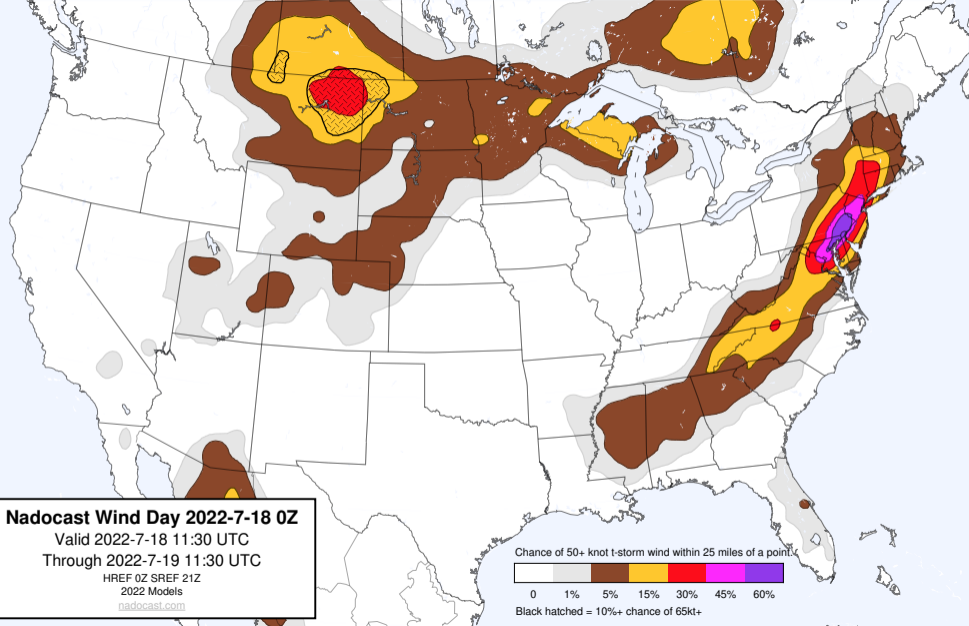 Nadocast Wind Day 2022-7-18 0Z
Valid 2022-7-18 11:30 UTC
Through 2022-7-19 11:30 UTC
HREF 0Z SREF 21Z
2022 Models
nadocast.com
Chance of 50+ knot t-storm wind within 25 miles of a point.
0 1% 5% 15% 30% 45% 60%
Black hatched = 10%+ chance of 65kt+